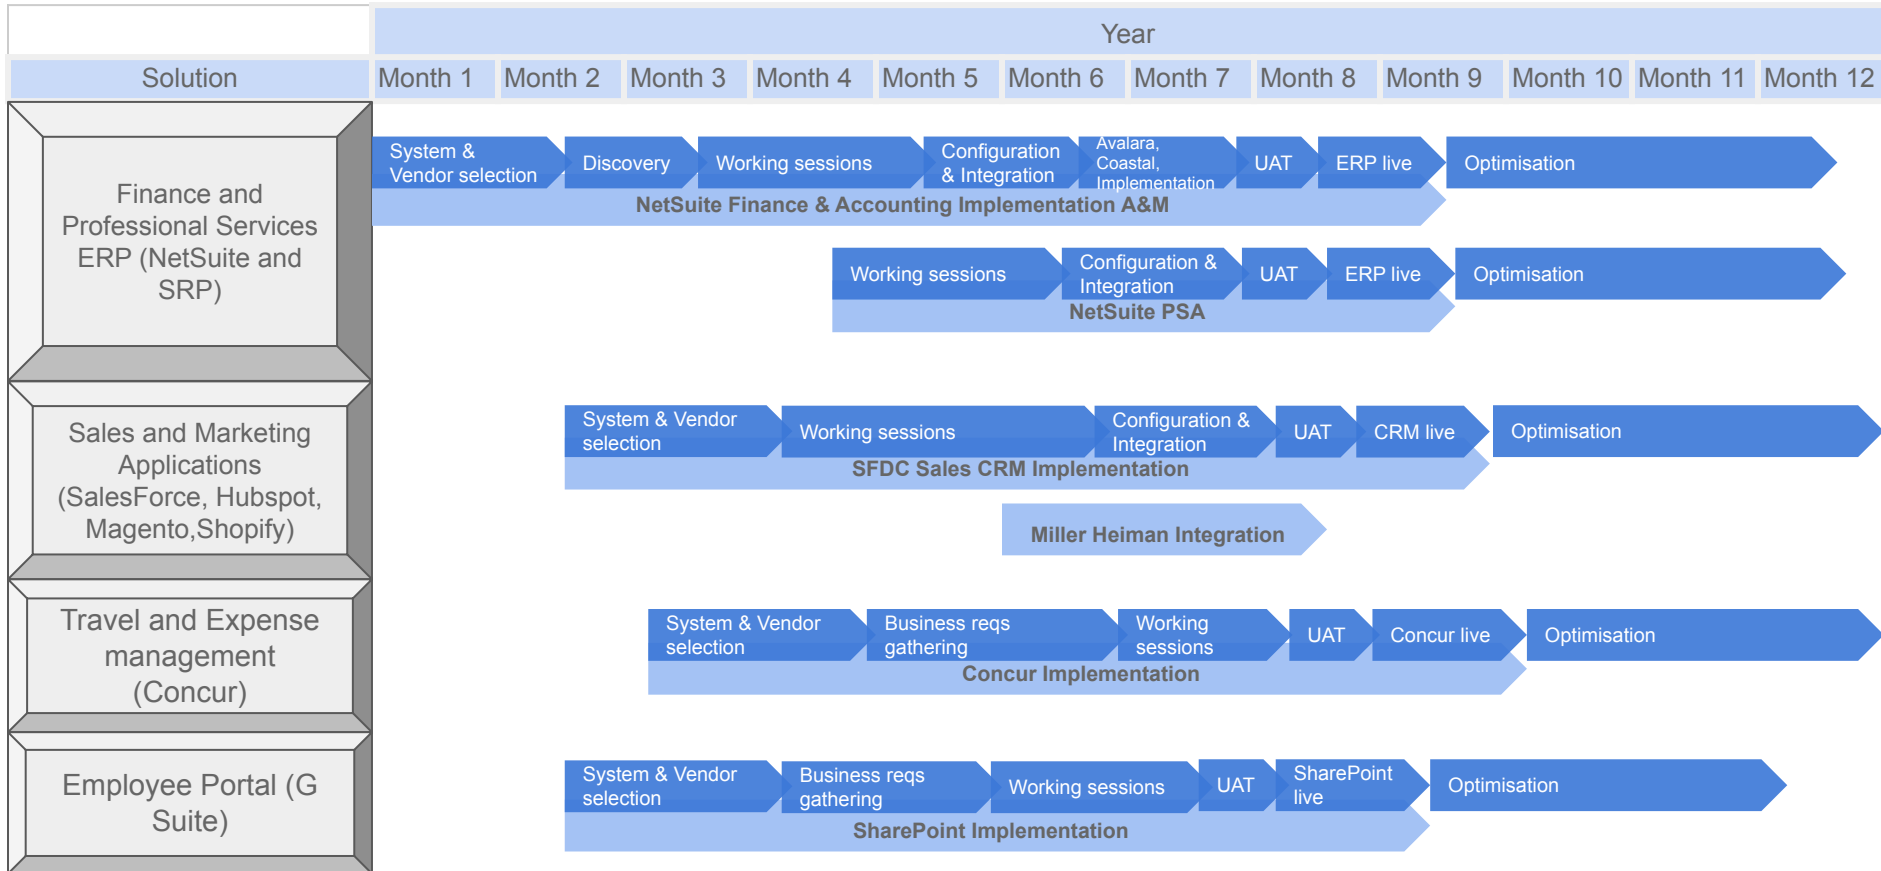 Year
Solution
Month 1
Month 2
Month 3
Month 4
Month 5
Month 6
Month 7
Month 8
Month 9
Month 10
Month 11
Month 12
Finance and
Professional Services
ERP (NetSuite and
SRP)
System &
Vendor selection
Discovery
Working sessions
Configuration
& Integration
Avalara,
Coastal,
Implementation
UAT
ERP live
Optimisation
NetSuite Finance & Accounting Implementation A&M
Working sessions
Configuration &
Integration
UAT
ERP live
Optimisation
NetSuite PSA
Sales and Marketing
Applications
(SalesForce, Hubspot,
Magento,Shopify)
System & Vendor
selection
Working sessions
Configuration &
Integration
UAT
CRM live
Optimisation
SFDC Sales CRM Implementation
Miller Heiman Integration
Travel and Expense
management
(Concur)
System & Vendor
selection
Business reqs
gathering
Working
sessions
UAT
Concur live
Optimisation
Concur Implementation
Employee Portal (G
Suite)
System & Vendor
selection
Business reqs
gathering
Working sessions
UAT
SharePoint
live
Optimisation
SharePoint Implementation